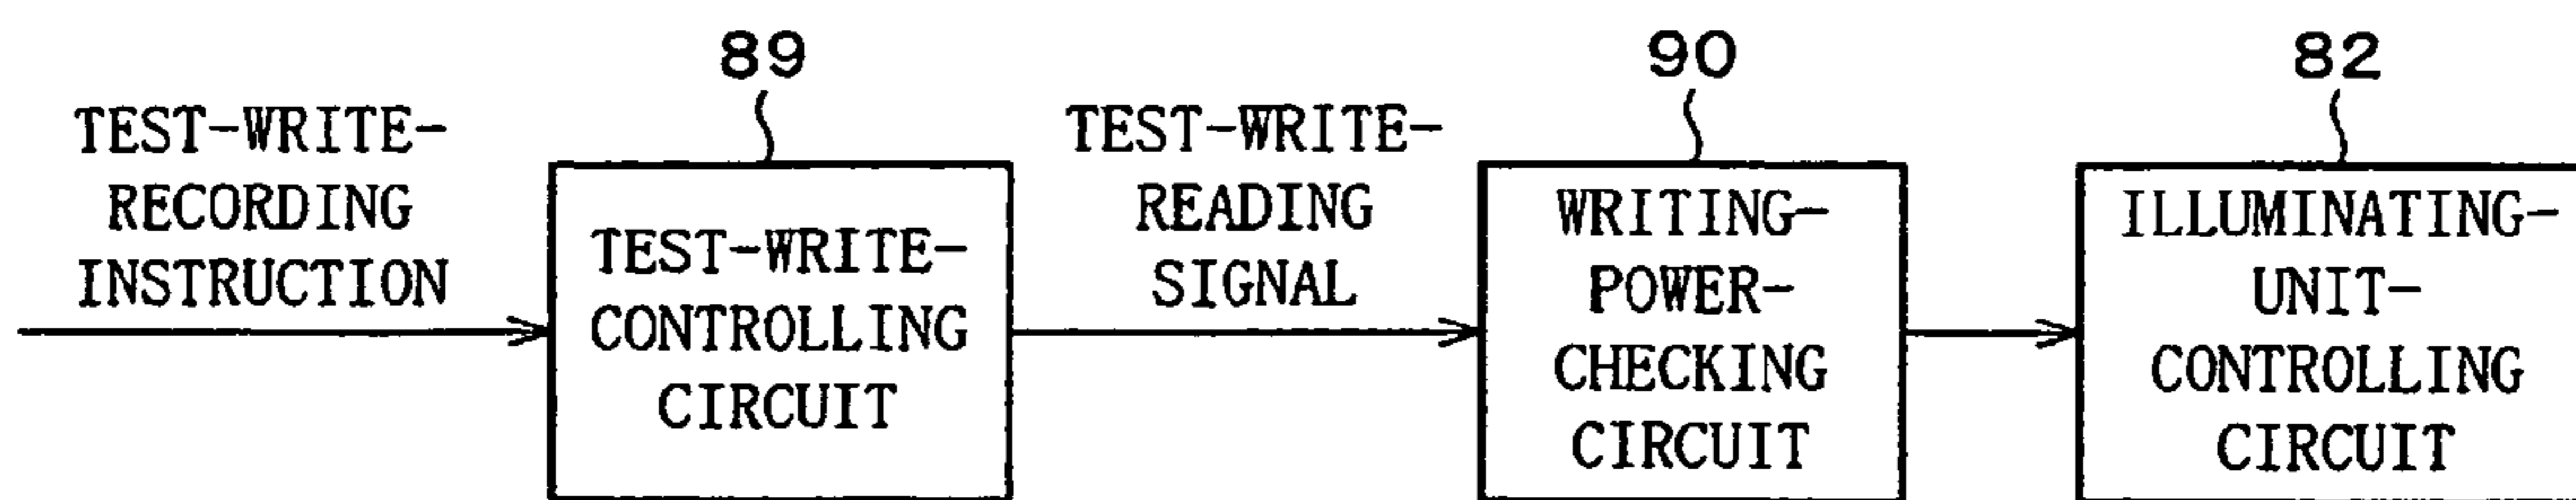 89
90
82
TEST-WRITE-
RECORDING
INSTRUCTION
TEST-WRITE-
CONTROLLING
CIRCUIT
TEST-WRITE-
READING
SIGNAL
WRITING-
POWER-
CHECKING
CIRCUIT
ILLUMINATING-
UNIT-
CONTROLLING
CIRCUIT